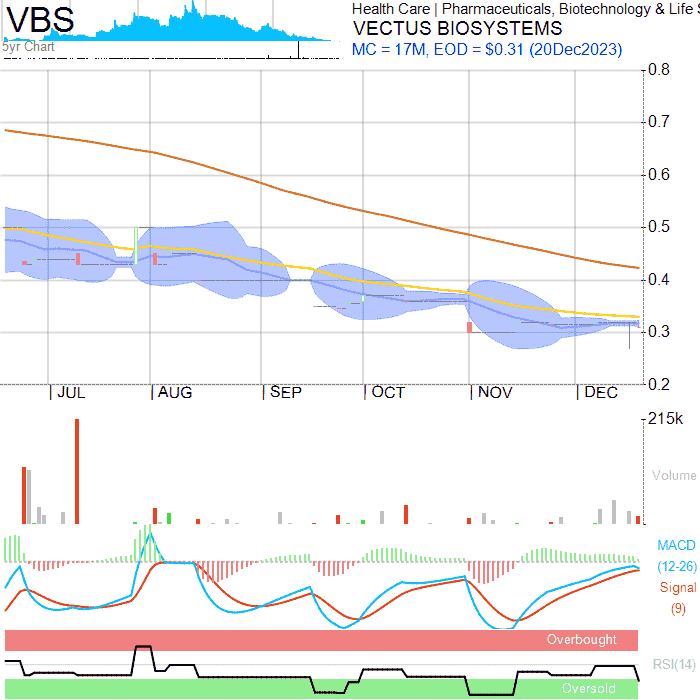 VBS
Health Care | Pharmaceuticals, Biotechnology & Life S
VECTUS BIOSYSTEMS
5yr Chart
MC = 17M, EOD = $0.31 (20Dec2023)
0.8
0.7
0.6
0.5
0.4
0.3
0.2
JUL AUG SEP OCT NOV DEC
215k
Volume
MACD
(12-26)
Signal
(9)
Overbought
RSI(14)
Oversold